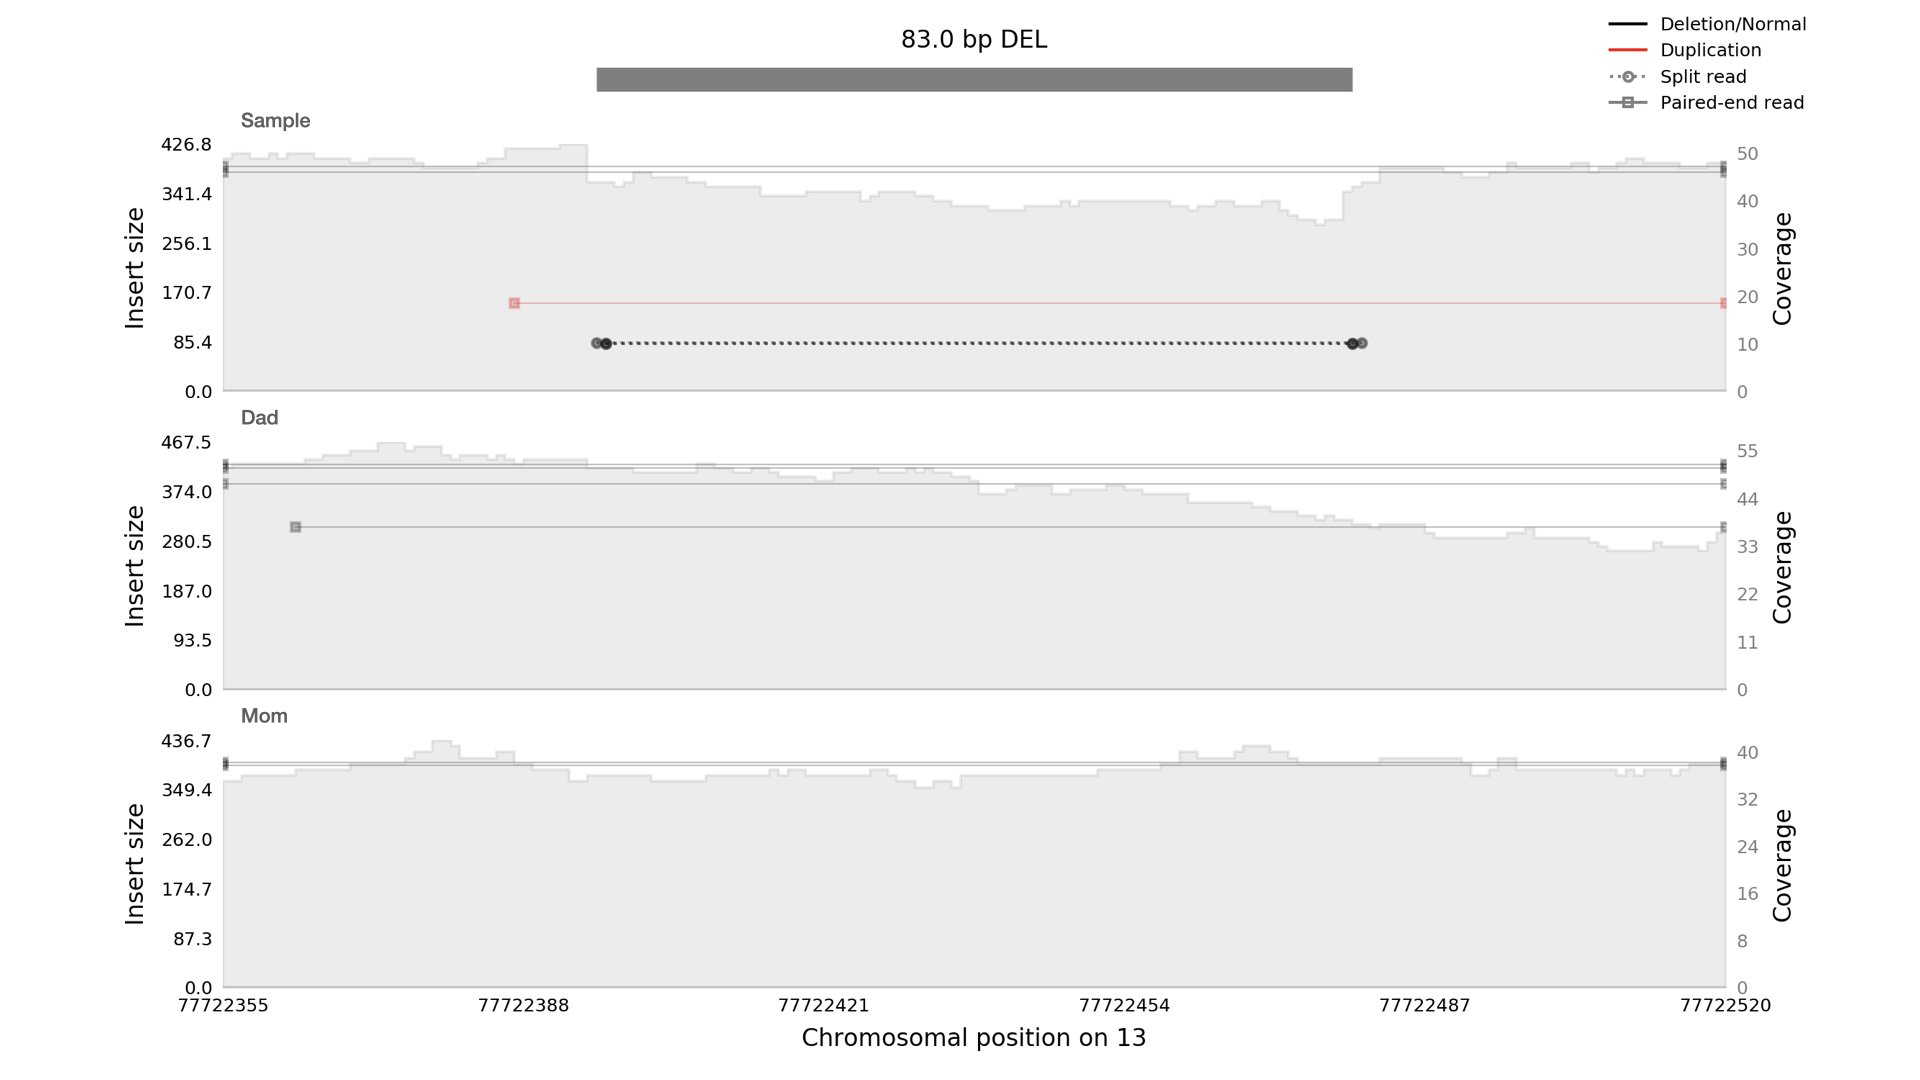 83.0 bp DEL
Deletion/Normal
Duplication
Split read
Paired-end read
Sample
426.8
341.4
256.1
170.7
85.4
0.0
Insert size
50
40
30
20
10
0
Coverage
Dad
467.5
374.0
280.5
187.0
93.5
0.0
Insert size
55
44
33
22
11
0
Coverage
Mom
436.7
349.4
262.0
174.7
87.3
0.0
Insert size
40
32
24
16
8
0
Coverage
77722355 77722388 77722421 77722454 77722487 77722520
Chromosomal position on 13